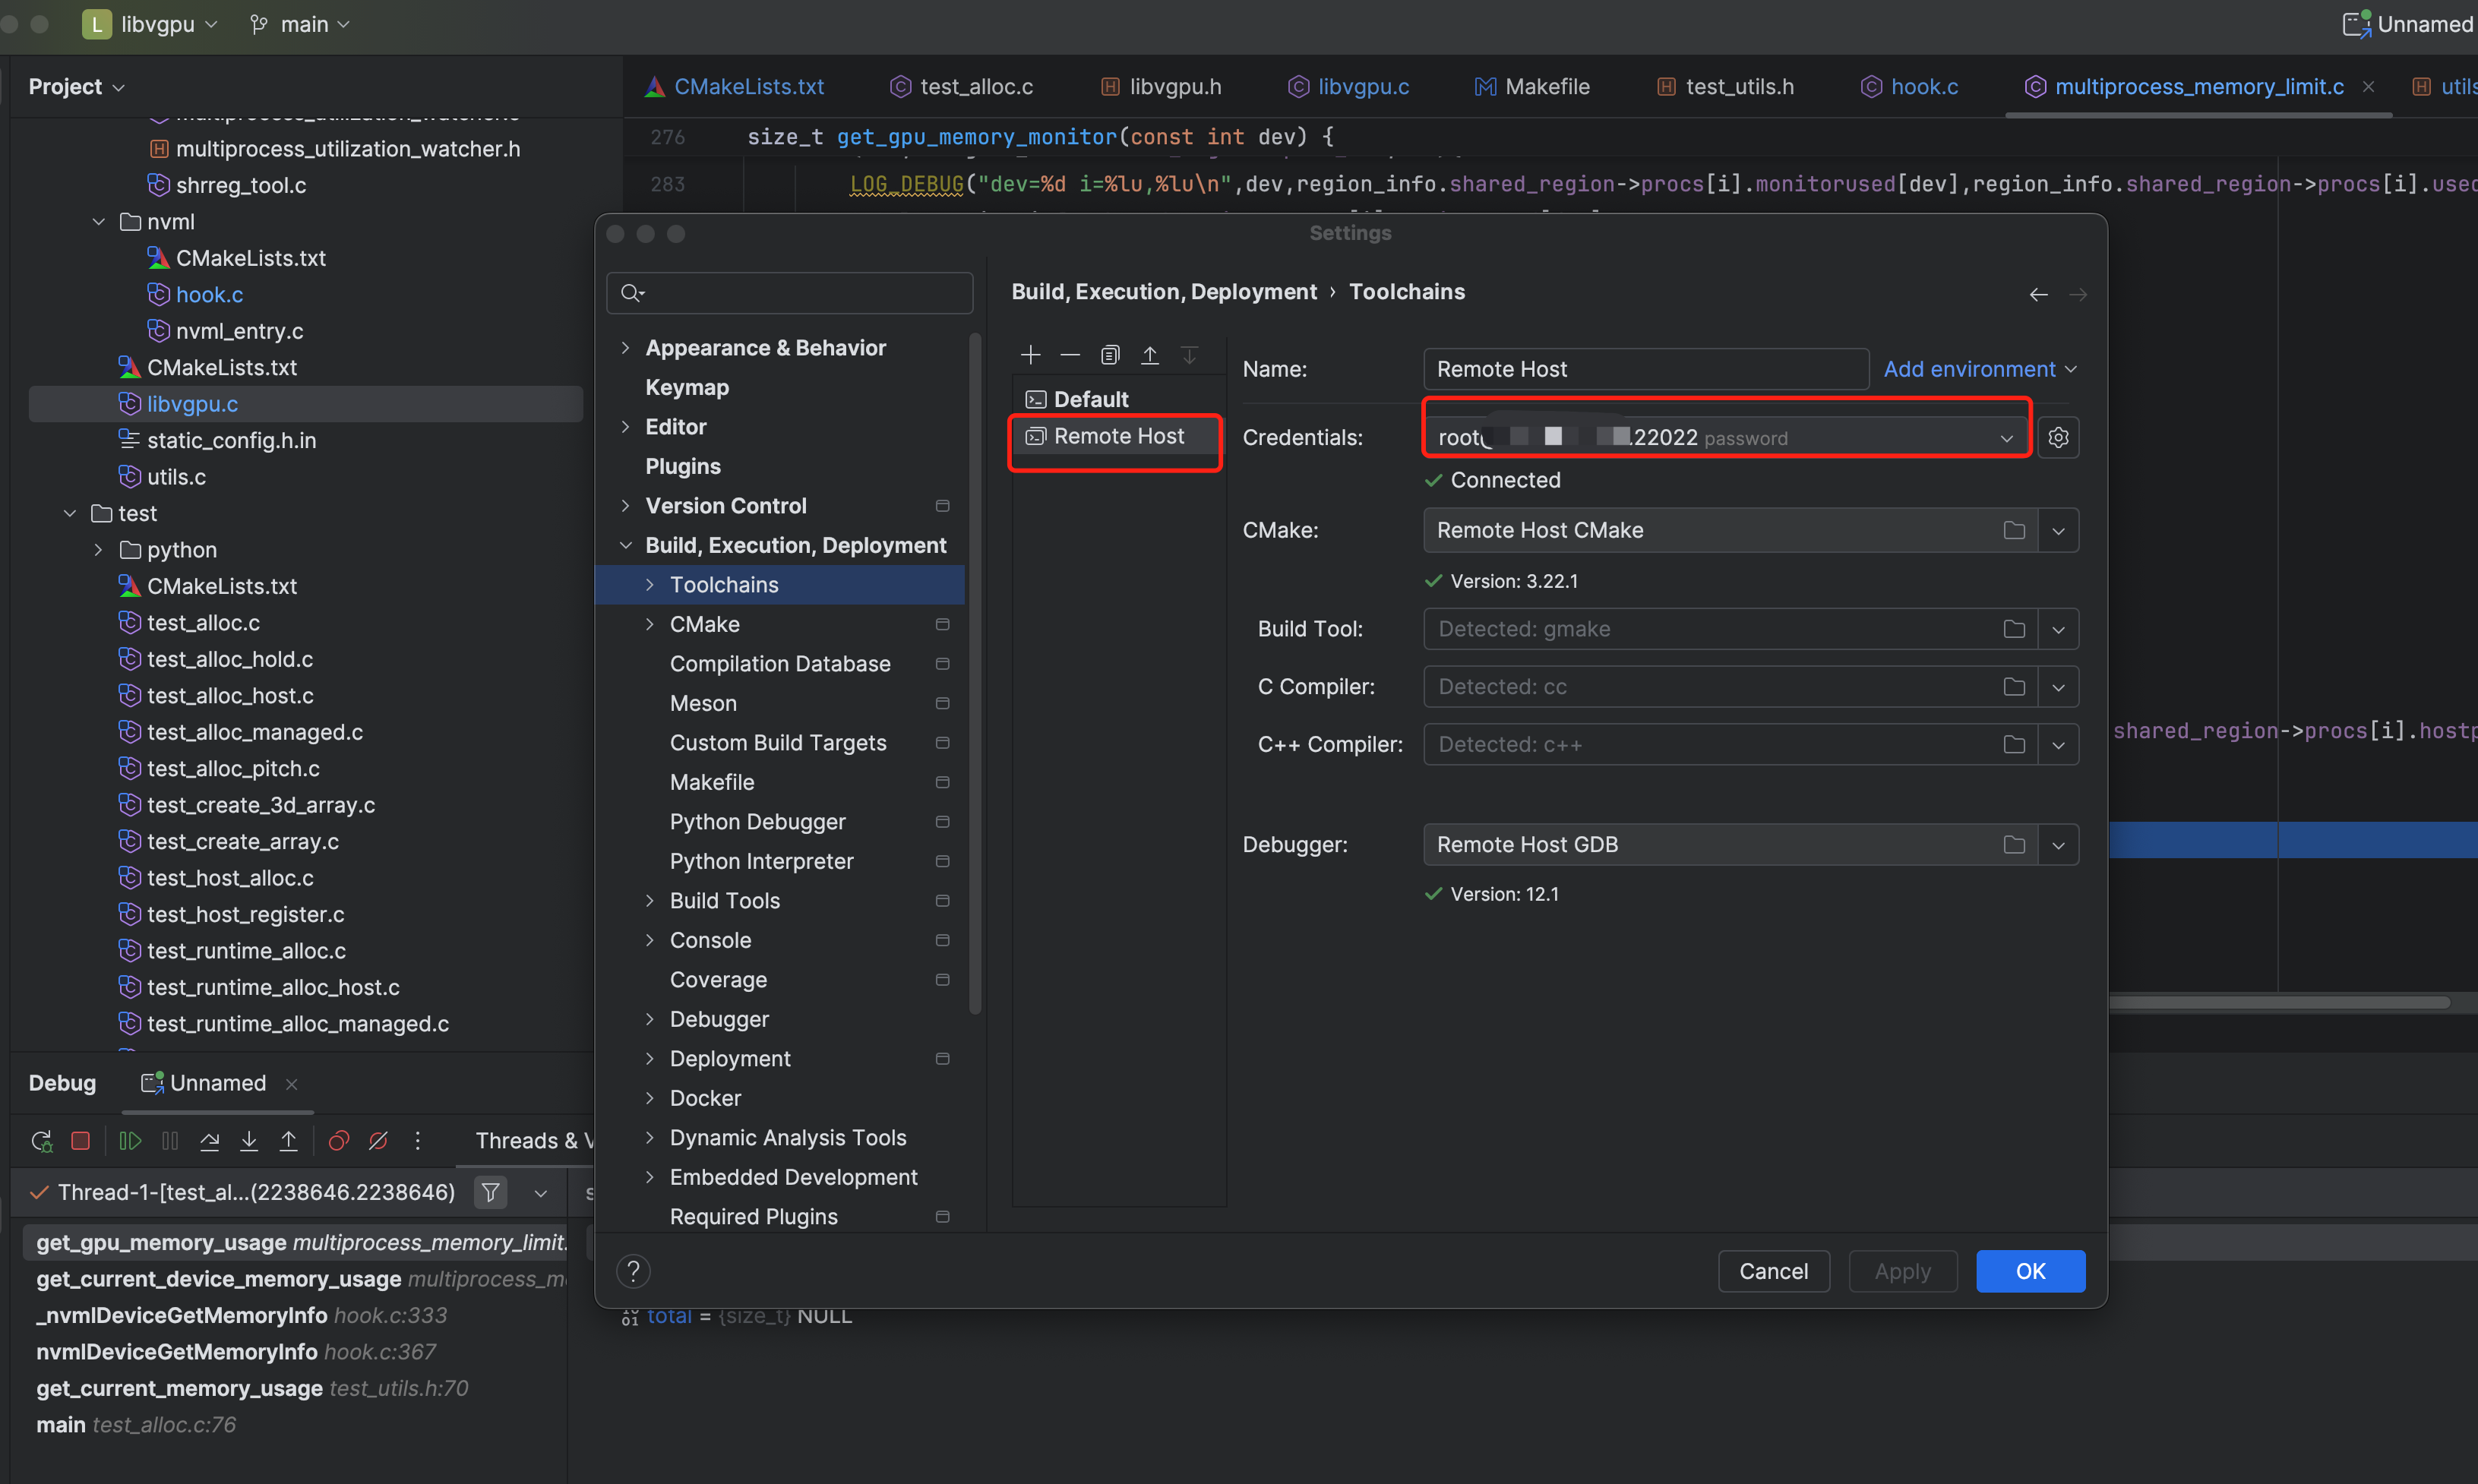 L libvgpu main Unnamed
Project
CMakeLists.txt test_alloc.c libvgpu.h libvgpu.c Makefile test_utils.h hook.c multiprocess_memory_limit.c utils
multiprocess_utilization_watcher.c
multiprocess_utilization_watcher.h
shrreg_tool.c
nvml
CMakeLists.txt
hook.c
nvml_entry.c
CMakeLists.txt
libvgpu.c
static_config.h.in
utils.c
test
python
CMakeLists.txt
test_alloc.c
test_alloc_hold.c
test_alloc_host.c
test_alloc_managed.c
test_alloc_pitch.c
test_create_3d_array.c
test_create_array.c
test_host_alloc.c
test_host_register.c
test_runtime_alloc.c
test_runtime_alloc_host.c
test_runtime_alloc_managed.c
276 size_t get_gpu_memory_monitor(const int dev) {
283 LOG_DEBUG("dev=%d i=%lu,%lu\n",dev,region_info.shared_region->procs[i].monitorused[dev],region_info.shared_region->procs[i].used
shared_region->procs[i].hostp
Settings
Appearance & Behavior
Keymap
Editor
Plugins
Version Control
Build, Execution, Deployment
Toolchains
CMake
Compilation Database
Meson
Custom Build Targets
Makefile
Python Debugger
Python Interpreter
Build Tools
Console
Coverage
Debugger
Deployment
Docker
Dynamic Analysis Tools
Embedded Development
Required Plugins
Build, Execution, Deployment › Toolchains
Default
Remote Host
Name: Remote Host Add environment
Credentials: root :22022 password
Connected
CMake: Remote Host CMake
Version: 3.22.1
Build Tool: Detected: gmake
C Compiler: Detected: cc
C++ Compiler: Detected: c++
Debugger: Remote Host GDB
Version: 12.1
? Cancel Apply OK
Debug Unnamed
Threads & V
Thread-1-[test_al...(2238646.2238646)
get_gpu_memory_usage multiprocess_memory_limit.
get_current_device_memory_usage multiprocess_me
_nvmlDeviceGetMemoryInfo hook.c:333
nvmlDeviceGetMemoryInfo hook.c:367
get_current_memory_usage test_utils.h:70
main test_alloc.c:76
total = {size_t} NULL